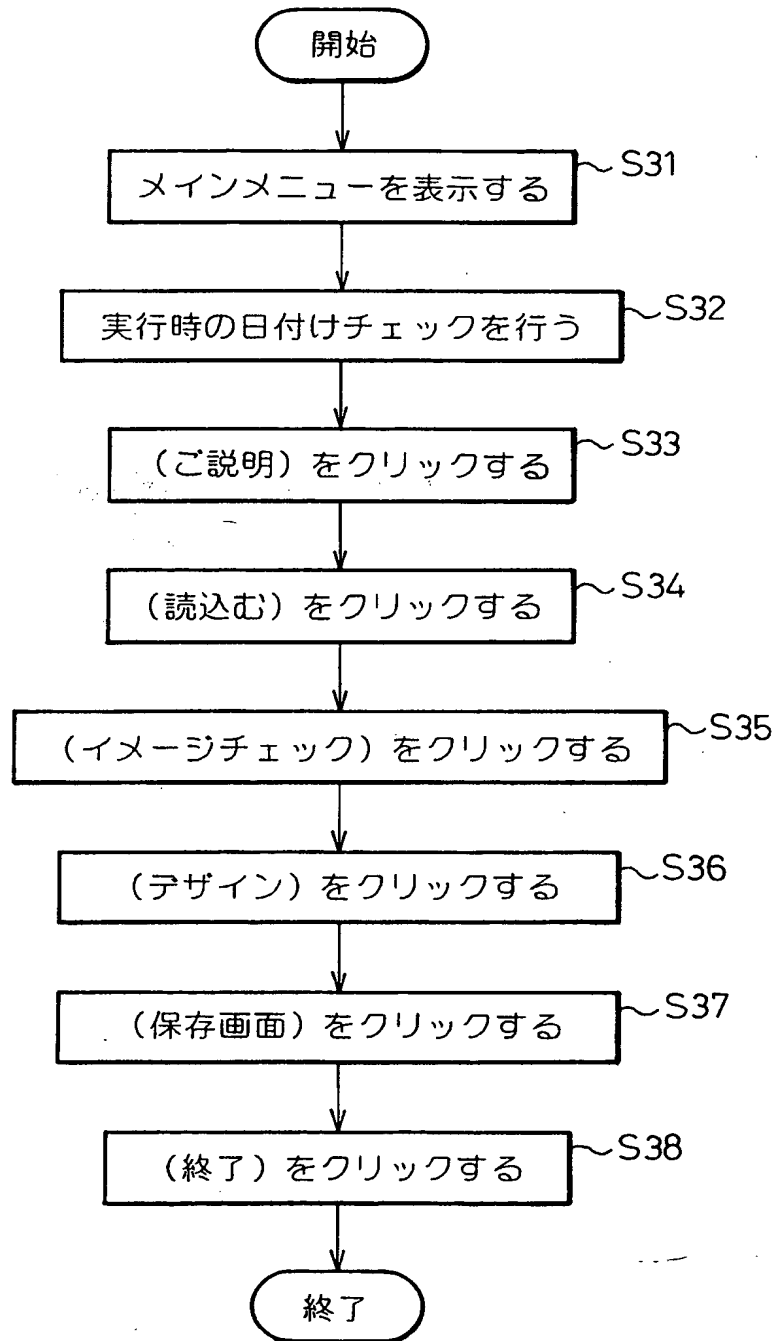 開始
メインメニューを表示する
S31
実行時の日付けチェックを行う
S32
(ご説明)をクリックする
S33
(読込む)をクリックする
S34
(イメージチェック)をクリックする
S35
(デザイン)をクリックする
S36
(保存画面)をクリックする
S37
(終了)をクリックする
S38
終了